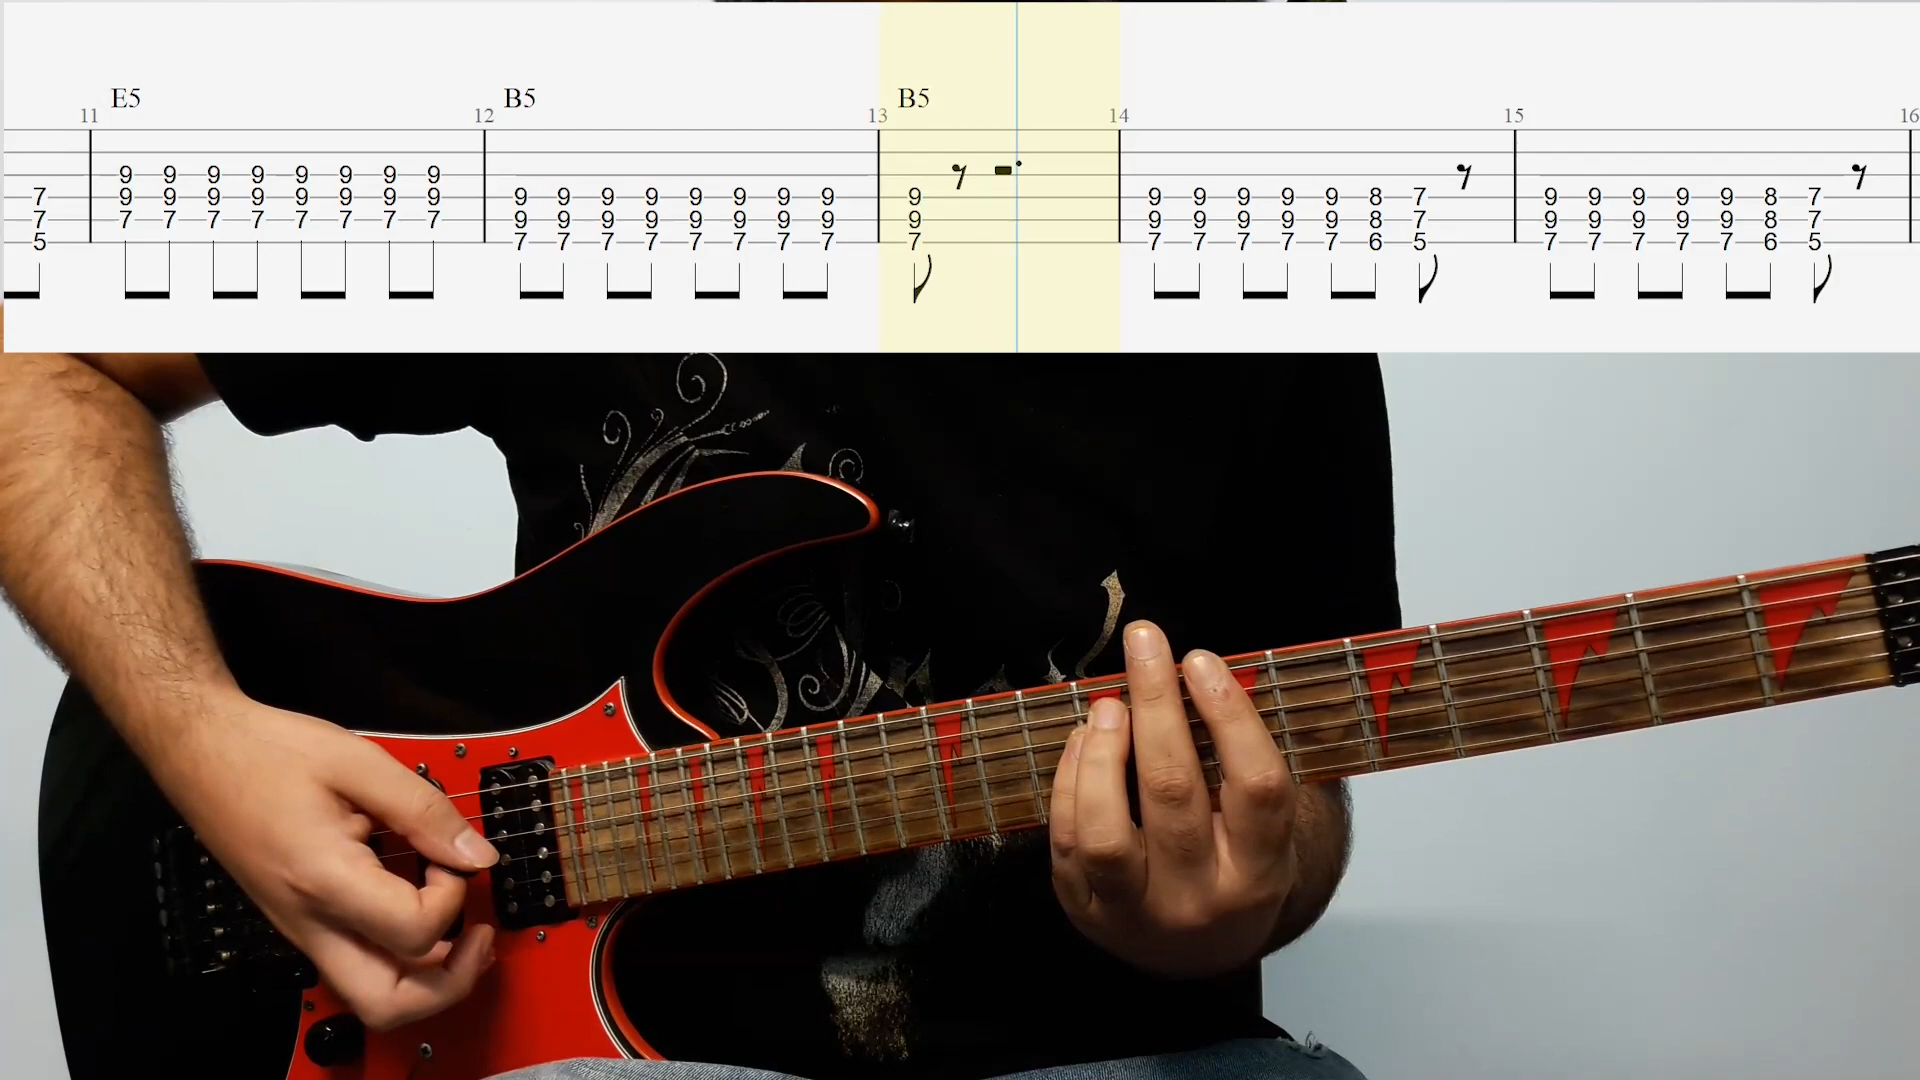 E5 B5 B5
11 12 13 14 15 16
9 9 9 9 9 9 9 9
7 9 9 9 9 9 9 9 9 9 9 9 9 9 9 9 9 9 9 9 9 9 9 8 7 9 9 9 9 9 8 7
7 7 7 7 7 7 7 7 7 9 9 9 9 9 9 9 9 9 9 9 9 9 9 8 7 9 9 9 9 9 8 7
5 7 7 7 7 7 7 7 7 7 7 7 7 7 7 6 5 7 7 7 7 7 6 5